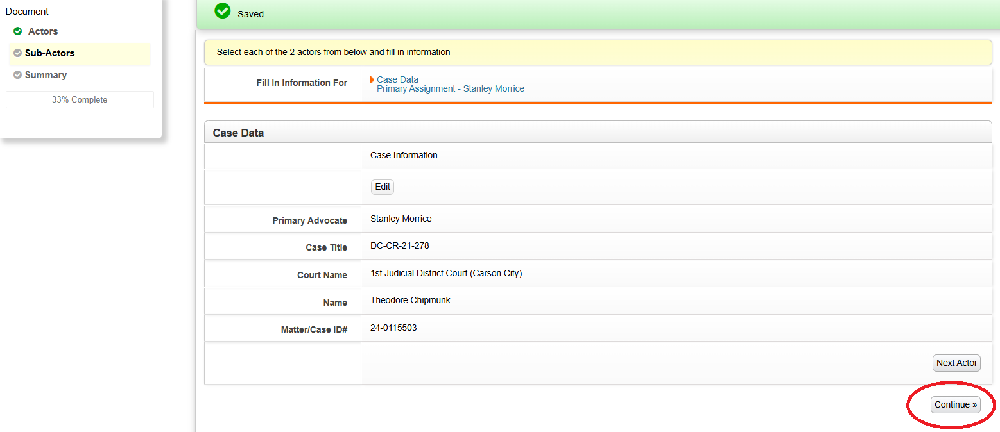 Document
Actors
Sub-Actors
Summary
33% Complete
Saved
Select each of the 2 actors from below and fill in information
Fill In Information For
Case Data
Primary Assignment - Stanley Morrice
Case Data
Case Information
Edit
Primary Advocate Stanley Morrice
Case Title DC-CR-21-278
Court Name 1st Judicial District Court (Carson City)
Name Theodore Chipmunk
Matter/Case ID# 24-0115503
Next Actor
Continue »